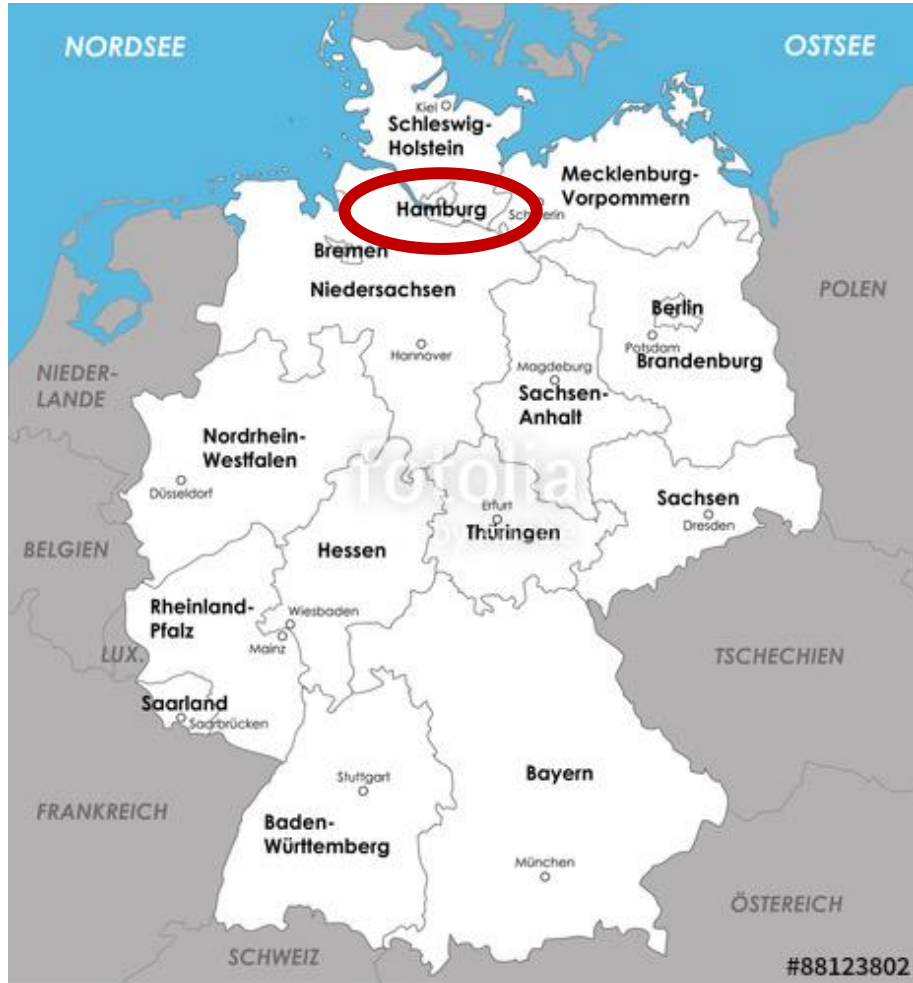 NORDSEE
OSTSEE
Kiel
Schleswig-
Holstein
Mecklenburg-
Vorpommern
Hamburg
Schwerin
Bremen
Niedersachsen
POLEN
Berlin
Potsdam
Brandenburg
Hannover
Magdeburg
Sachsen-
Anhalt
NIEDER-
LANDE
Nordrhein-
Westfalen
fotolia
Düsseldorf
Sachsen
Dresden
Erfurt
Thüringen
BELGIEN
Hessen
Rheinland-
Pfalz
Wiesbaden
Mainz
LUX.
TSCHECHIEN
Saarland
Saarbrücken
Stuttgart
Bayern
FRANKREICH
Baden-
Württemberg
München
ÖSTEREICH
SCHWEIZ
#88123802